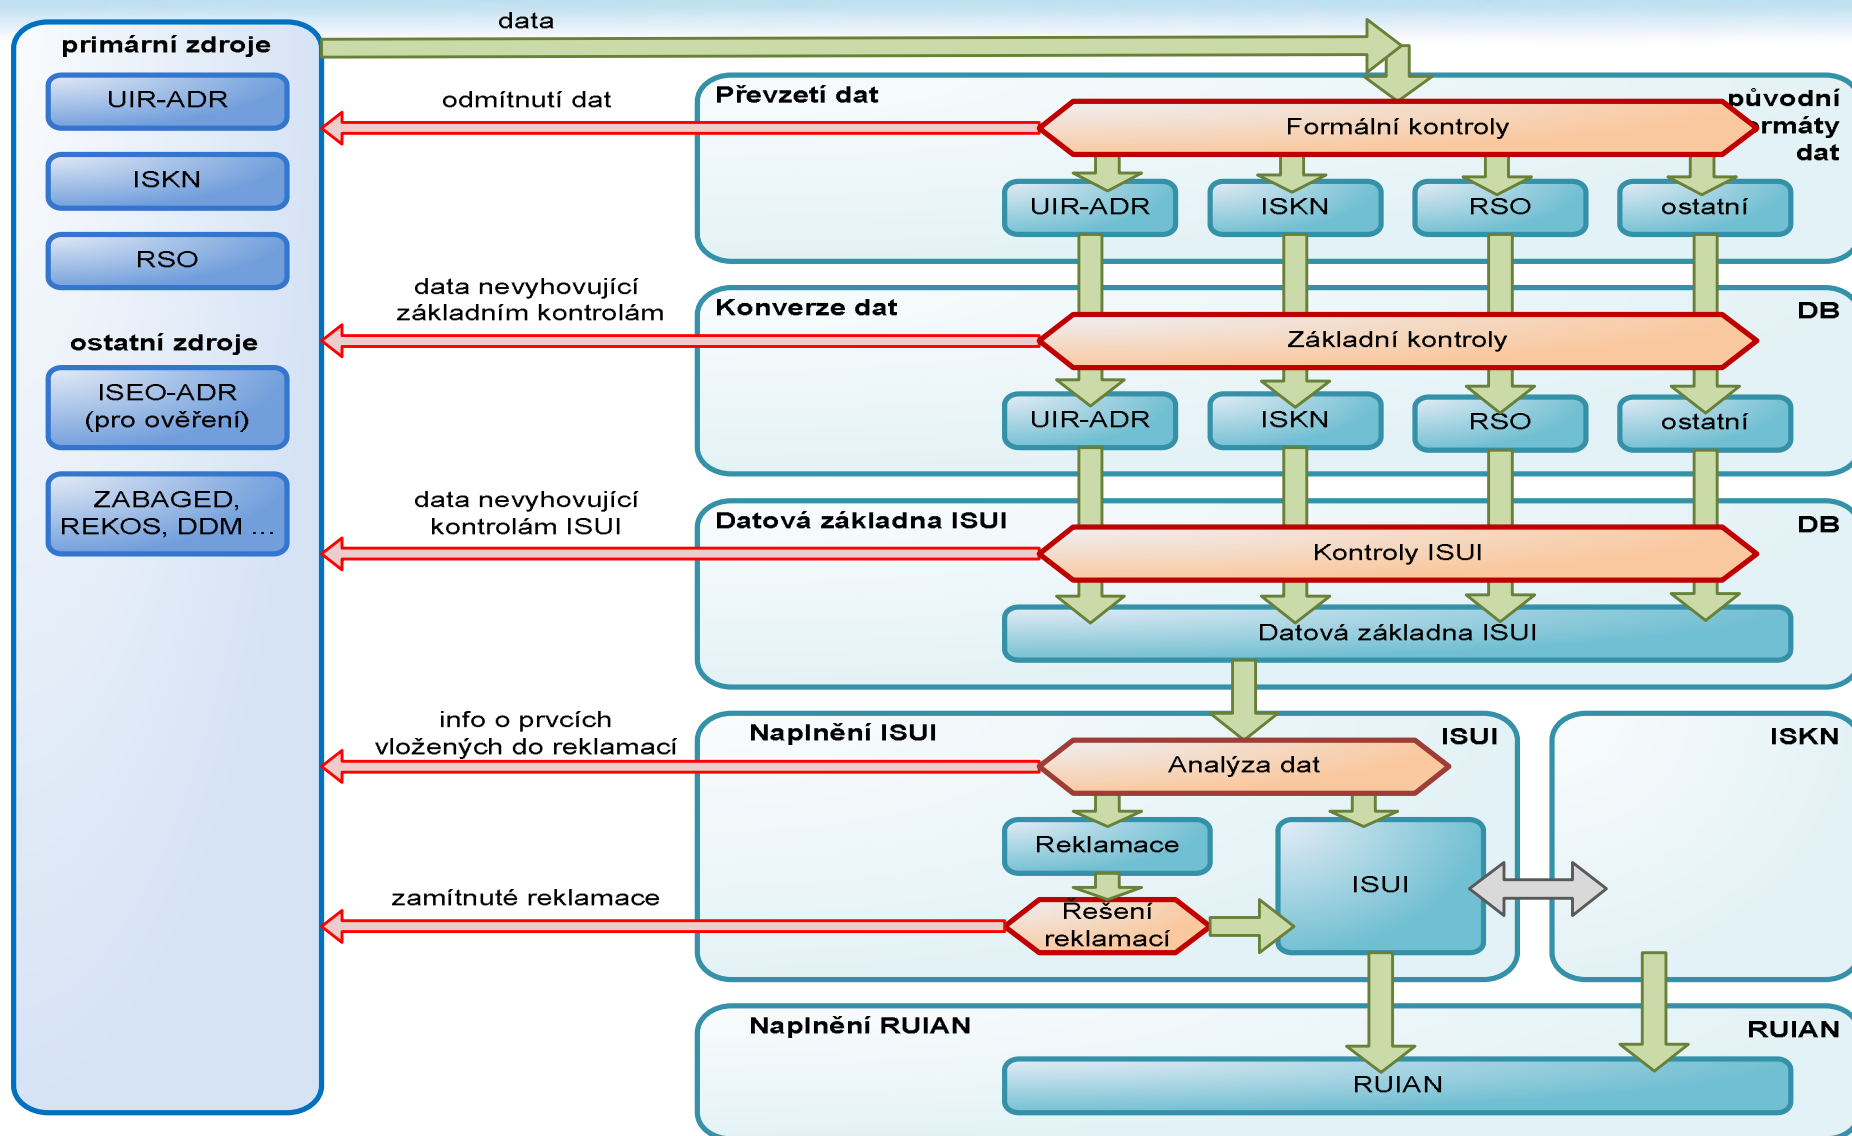 data
primární zdroje
UIR-ADR
ISKN
RSO
ostatní zdroje
ISEO-ADR
(pro ověření)
ZABAGED,
REKOS, DDM ...
odmítnutí dat
data nevyhovující
základním kontrolám
data nevyhovující
kontrolám ISUI
info o prvcích
vložených do reklamací
zamítnuté reklamace
Převzetí dat
původní
ormáty
dat
Formální kontroly
UIR-ADR
ISKN
RSO
ostatní
Konverze dat
DB
Základní kontroly
UIR-ADR
ISKN
RSO
ostatní
Datová základna ISUI
DB
Kontroly ISUI
Datová základna ISUI
Naplnění ISUI
ISUI
Analýza dat
Reklamace
Řešení
reklamací
ISUI
ISKN
Naplnění RUIAN
RUIAN
RUIAN